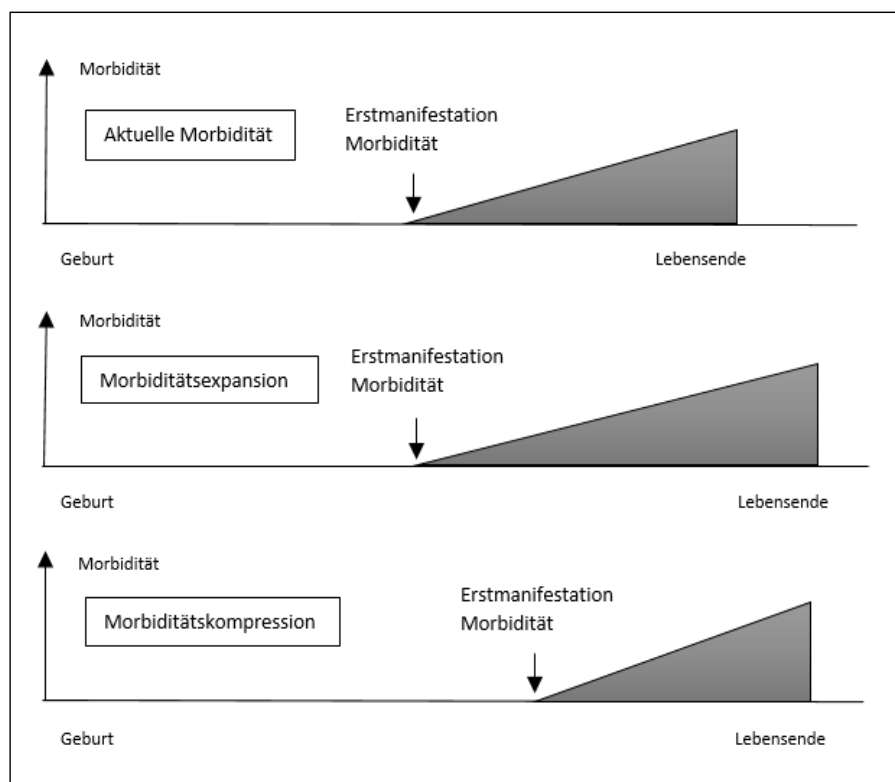 Morbidität
Aktuelle Morbidität
Erstmanifestation
Morbidität
Geburt
Lebensende
Morbidität
Morbiditätsexpansion
Erstmanifestation
Morbidität
Geburt
Lebensende
Morbidität
Morbiditätskompression
Erstmanifestation
Morbidität
Geburt
Lebensende